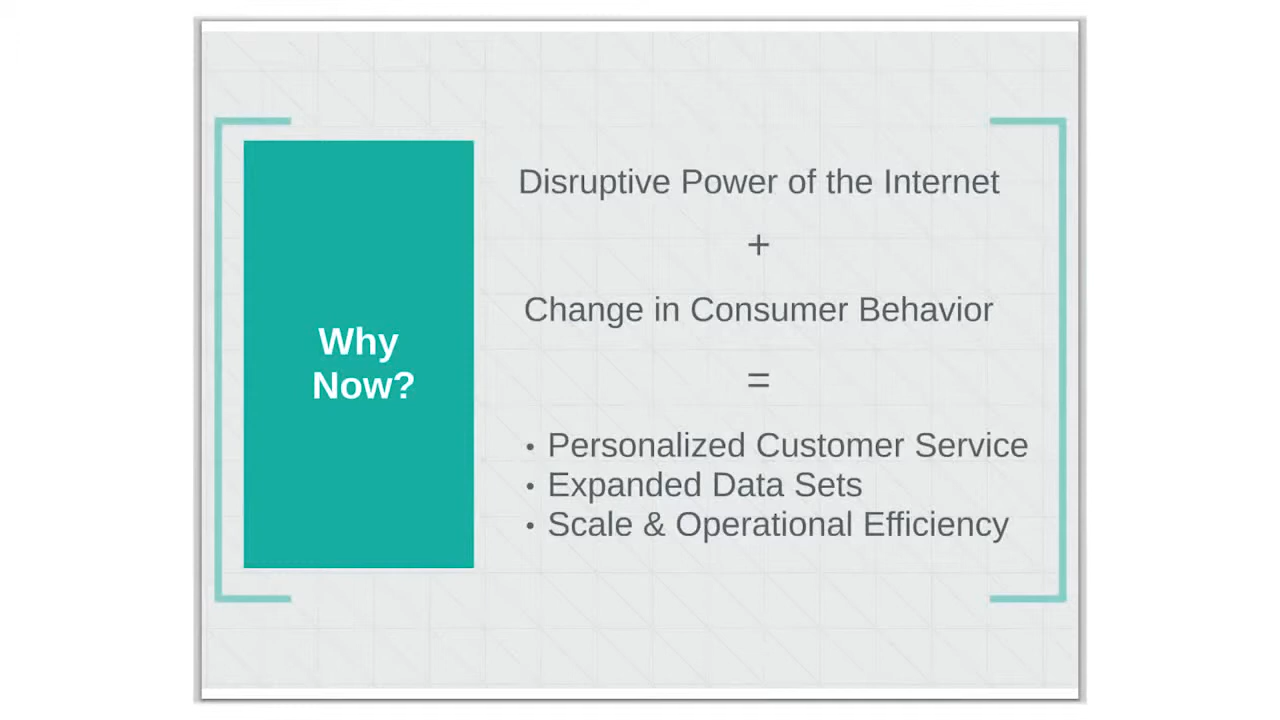 Why
Now?
Disruptive Power of the Internet
+
Change in Consumer Behavior
=
• Personalized Customer Service
• Expanded Data Sets
• Scale & Operational Efficiency